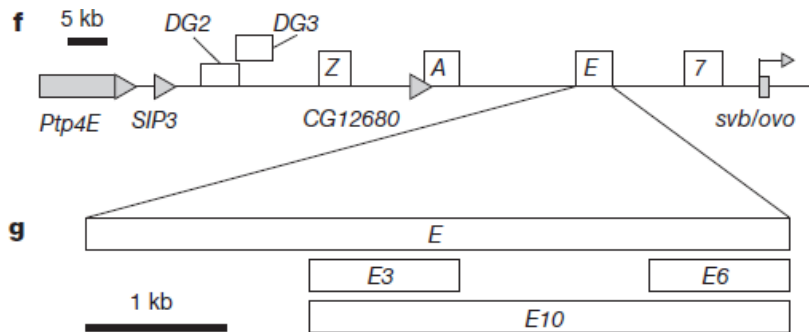 f
5 kb
DG2
DG3
Z
A
E
7
Ptp4E
SIP3
CG12680
svb/ovo
g
E
E3
E6
1 kb
E10